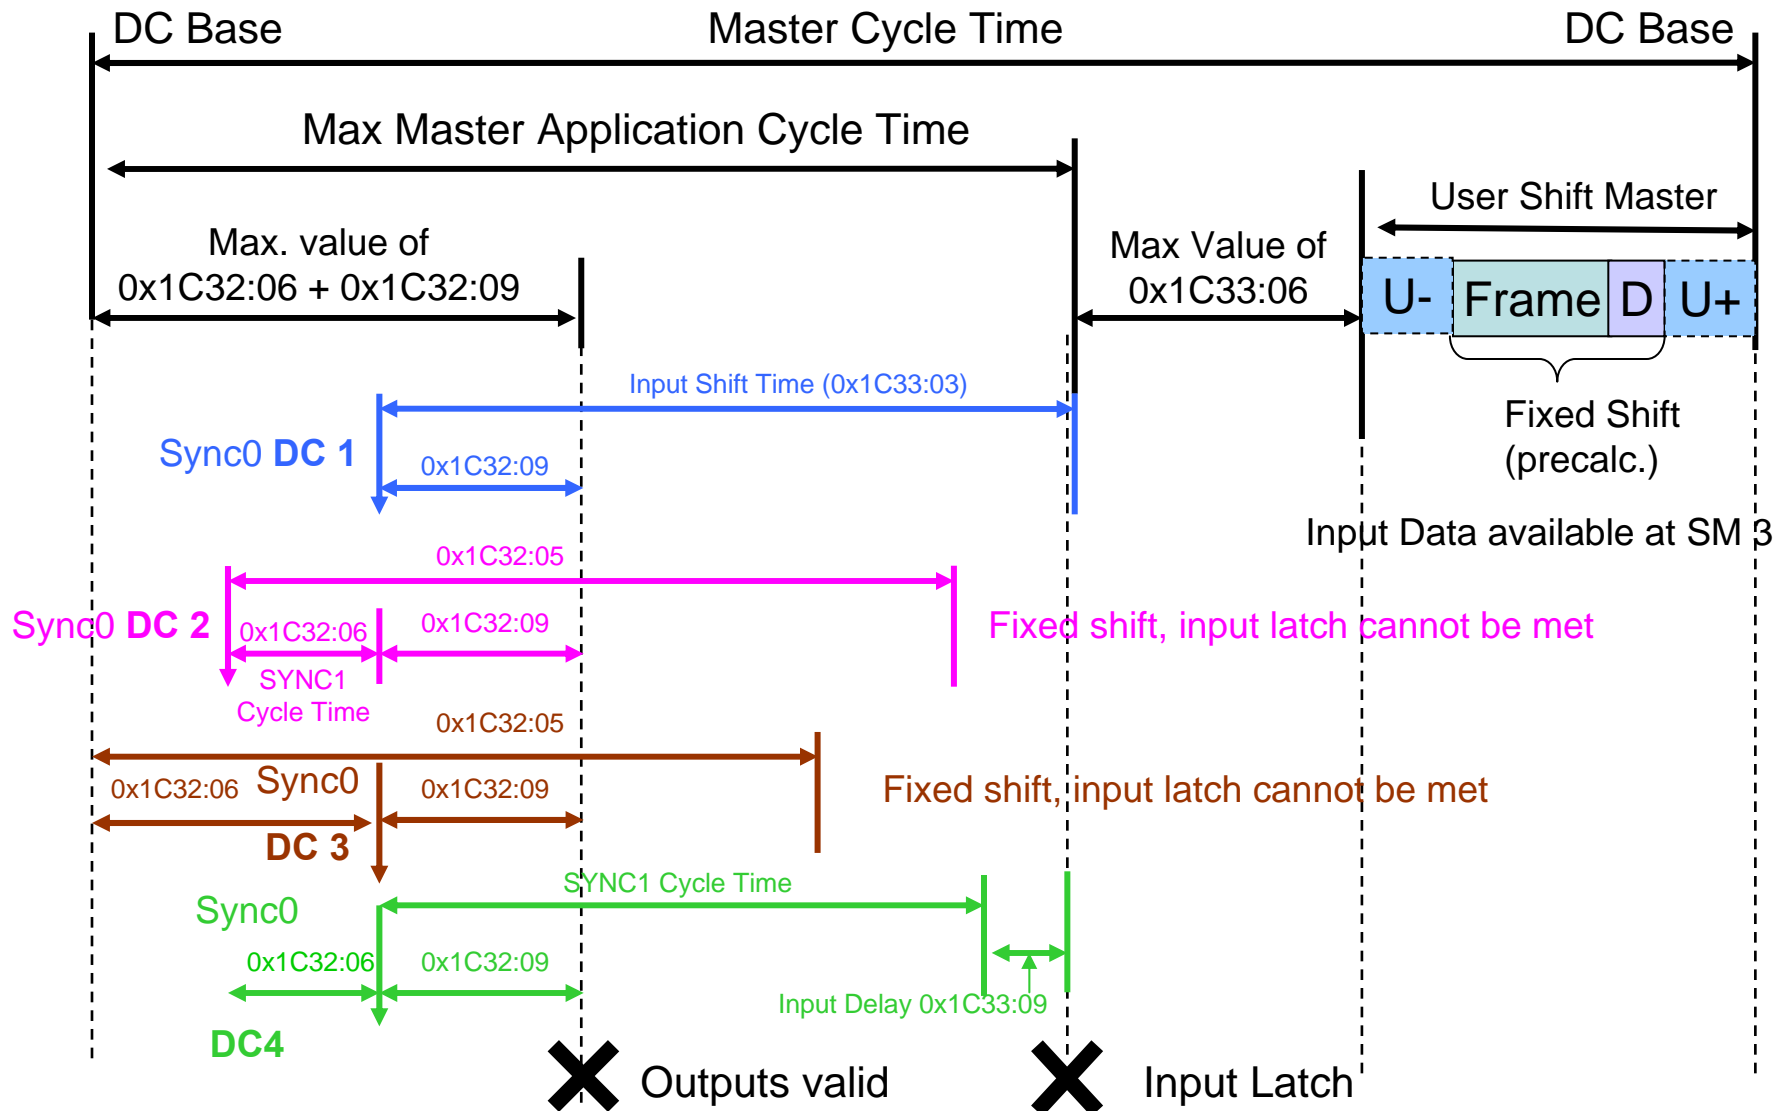 DC Base
Master Cycle Time
DC Base
Max Master Application Cycle Time
User Shift Master
Max. value of
0x1C32:06 + 0x1C32:09
Max Value of
0x1C33:06
U-
Frame
D
U+
Input Shift Time (0x1C33:03)
Fixed Shift
(precalc.)
Sync0 DC 1
0x1C32:09
Input Data available at SM 3
0x1C32:05
Sync0 DC 2
0x1C32:06
0x1C32:09
Fixed shift, input latch cannot be met
SYNC1
Cycle Time
0x1C32:05
0x1C32:06
Sync0
0x1C32:09
Fixed shift, input latch cannot be met
DC 3
SYNC1 Cycle Time
Sync0
0x1C32:06
0x1C32:09
Input Delay 0x1C33:09
DC4
Outputs valid
Input Latch